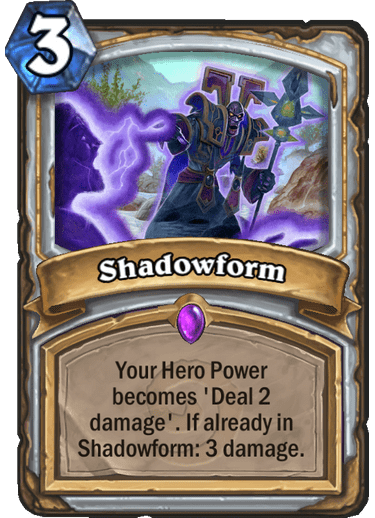 3
Shadowform
Your Hero Power
becomes 'Deal 2
damage'. If already in
Shadowform: 3 damage.